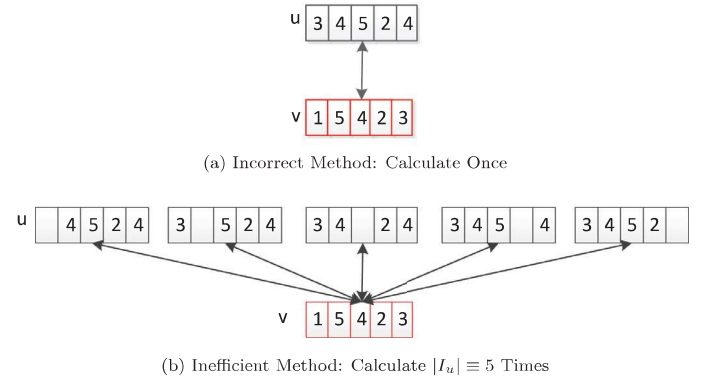 u 3 4 5 2 4
v 1 5 4 2 3
(a) Incorrect Method: Calculate Once
u 4 5 2 4 3 5 2 4 3 4 2 4 3 4 5 4 3 4 5 2
v 1 5 4 2 3
(b) Inefficient Method: Calculate |I_u| ≡ 5 Times